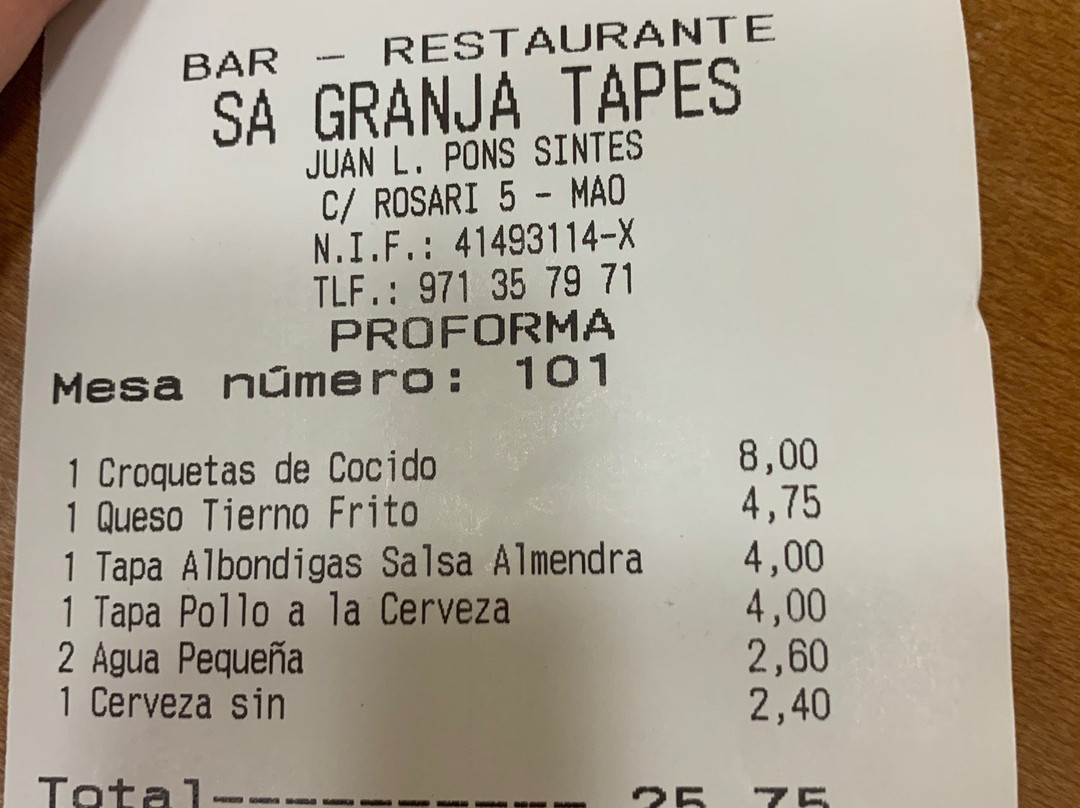 BAR - RESTAURANTE
SA GRANJA TAPES
JUAN L. PONS SINTES
C/ ROSARI 5 - MAO
N.I.F.: 41493114-X
TLF.: 971 35 79 71
PROFORMA
Mesa número: 101
1 Croquetas de Cocido 8,00
1 Queso Tierno Frito 4,75
1 Tapa Albondigas Salsa Almendra 4,00
1 Tapa Pollo a la Cerveza 4,00
2 Agua Pequeña 2,60
1 Cerveza sin 2,40
Total----------- 25,75